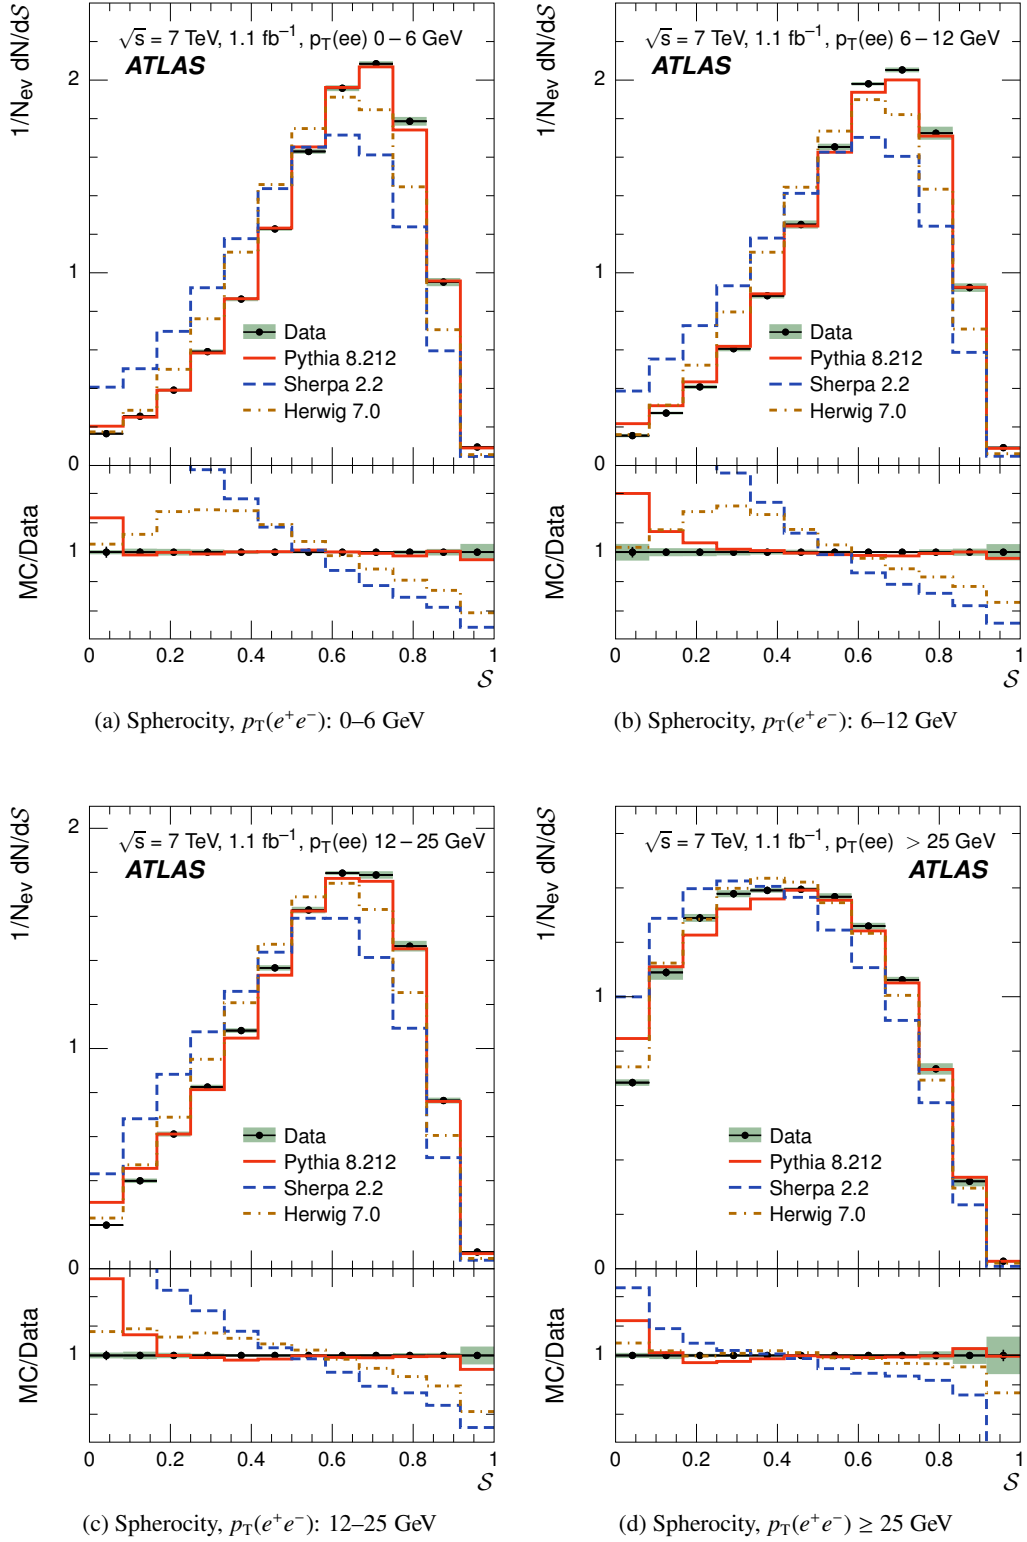 1/N_ev dN/dS
√s = 7 TeV, 1.1 fb⁻¹, p_T(ee) 0–6 GeV
ATLAS
2
1
0
Data
Pythia 8.212
Sherpa 2.2
Herwig 7.0
MC/Data
1
0 0.2 0.4 0.6 0.8 1
S
(a) Spherocity, p_T(e⁺e⁻): 0–6 GeV
1/N_ev dN/dS
√s = 7 TeV, 1.1 fb⁻¹, p_T(ee) 6–12 GeV
ATLAS
2
1
0
Data
Pythia 8.212
Sherpa 2.2
Herwig 7.0
MC/Data
1
0 0.2 0.4 0.6 0.8 1
S
(b) Spherocity, p_T(e⁺e⁻): 6–12 GeV
1/N_ev dN/dS
2
√s = 7 TeV, 1.1 fb⁻¹, p_T(ee) 12–25 GeV
ATLAS
1
0
Data
Pythia 8.212
Sherpa 2.2
Herwig 7.0
MC/Data
1
0 0.2 0.4 0.6 0.8 1
S
(c) Spherocity, p_T(e⁺e⁻): 12–25 GeV
1/N_ev dN/dS
√s = 7 TeV, 1.1 fb⁻¹, p_T(ee) > 25 GeV
ATLAS
1
0
Data
Pythia 8.212
Sherpa 2.2
Herwig 7.0
MC/Data
1
0 0.2 0.4 0.6 0.8 1
S
(d) Spherocity, p_T(e⁺e⁻) ≥ 25 GeV